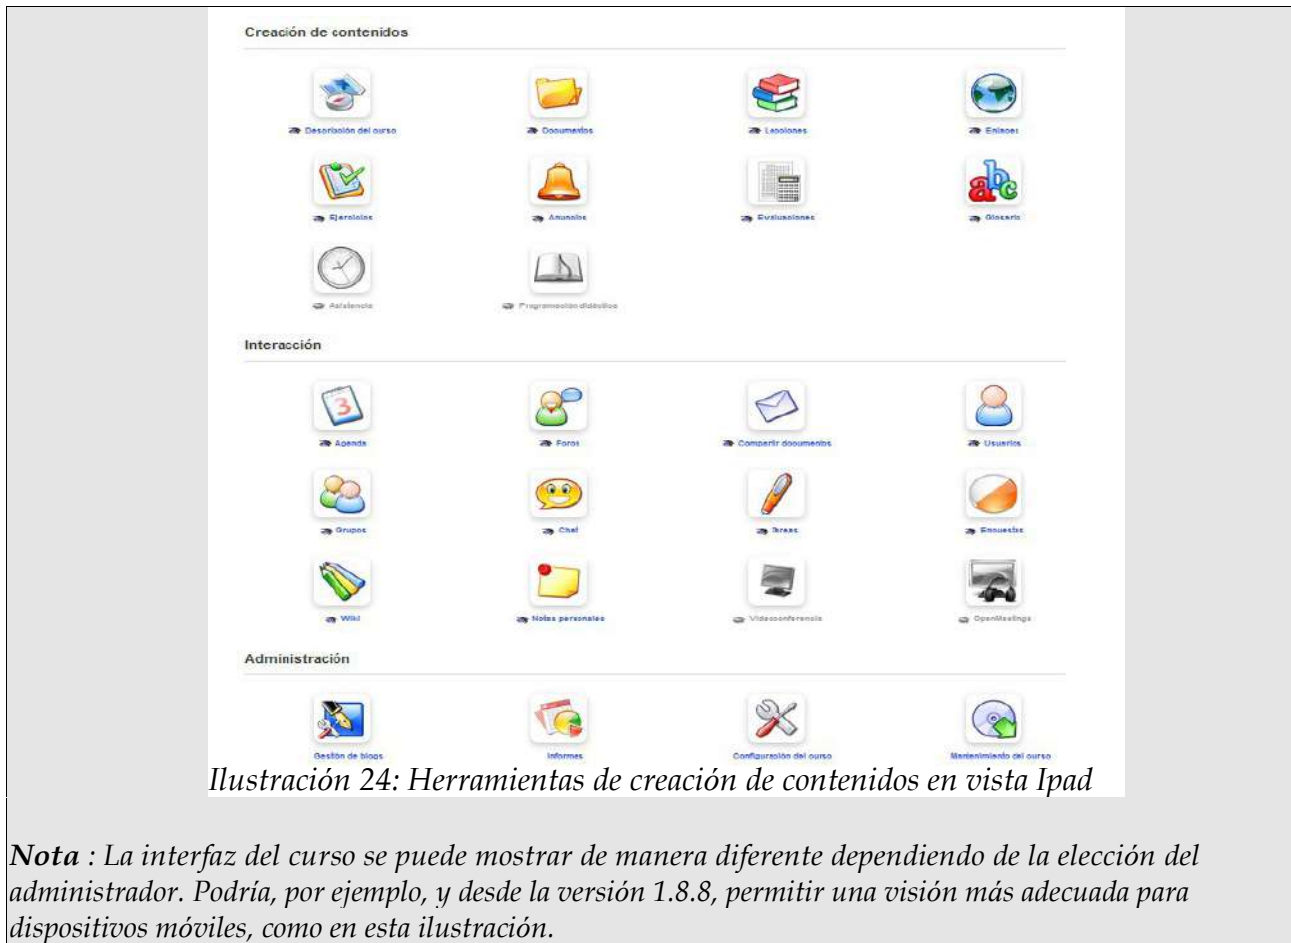 Creación de contenidos
Descripción del curso Documentos Lecciones Enlaces
Ejercicios Anuncios Evaluaciones Glosario
Asistencia Programación didáctica
Interacción
3
Agenda Foros Compartir documentos Usuarios
Grupos Chat Tareas Encuestas
Wiki Notas personales Videoconferencia OpenMeetings
Administración
Gestión de blogs Informes Configuración del curso Mantenimiento del curso
Ilustración 24: Herramientas de creación de contenidos en vista Ipad
Nota : La interfaz del curso se puede mostrar de manera diferente dependiendo de la elección del
administrador. Podría, por ejemplo, y desde la versión 1.8.8, permitir una visión más adecuada para
dispositivos móviles, como en esta ilustración.